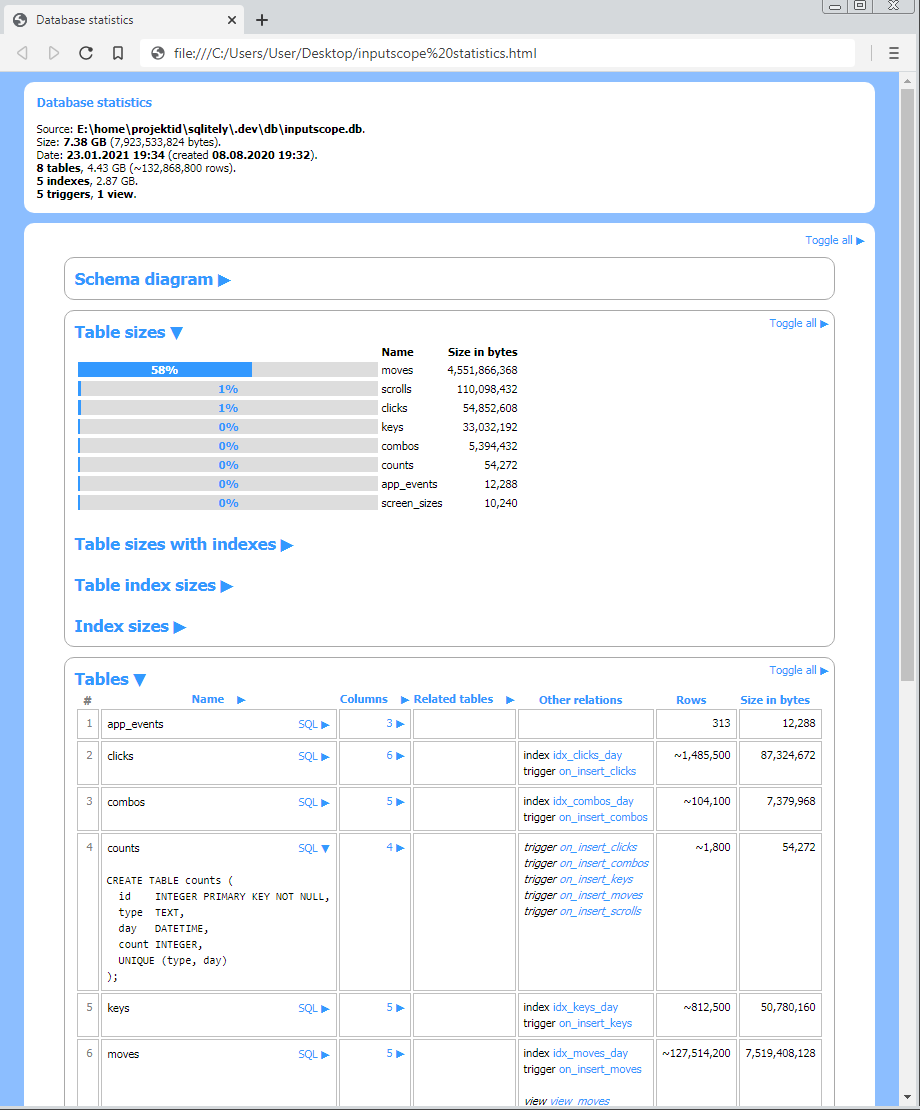 Database statistics
file:///C:/Users/User/Desktop/inputscope%20statistics.html
Database statistics
Source: E:\home\projektid\sqlitely\.dev\db\inputscope.db.
Size: 7.38 GB (7,923,533,824 bytes).
Date: 23.01.2021 19:34 (created 08.08.2020 19:32).
8 tables, 4.43 GB (~132,868,800 rows).
5 indexes, 2.87 GB.
5 triggers, 1 view.
Toggle all ▶
Schema diagram ▶
Toggle all ▶
Table sizes ▼
Name Size in bytes
58% moves 4,551,866,368
1% scrolls 110,098,432
1% clicks 54,852,608
0% keys 33,032,192
0% combos 5,394,432
0% counts 54,272
0% app_events 12,288
0% screen_sizes 10,240
Table sizes with indexes ▶
Table index sizes ▶
Index sizes ▶
Toggle all ▶
Tables ▼
# Name ▶ Columns ▶ Related tables ▶ Other relations Rows Size in bytes
1 app_events SQL ▶ 3 ▶ 313 12,288
2 clicks SQL ▶ 6 ▶ index idx_clicks_day ~1,485,500 87,324,672
trigger on_insert_clicks
3 combos SQL ▶ 5 ▶ index idx_combos_day ~104,100 7,379,968
trigger on_insert_combos
4 counts SQL ▼ 4 ▶ trigger on_insert_clicks ~1,800 54,272
trigger on_insert_combos
trigger on_insert_keys
trigger on_insert_moves
trigger on_insert_scrolls
CREATE TABLE counts (
id INTEGER PRIMARY KEY NOT NULL,
type TEXT,
day DATETIME,
count INTEGER,
UNIQUE (type, day)
);
5 keys SQL ▶ 5 ▶ index idx_keys_day ~812,500 50,780,160
trigger on_insert_keys
6 moves SQL ▶ 5 ▶ index idx_moves_day ~127,514,200 7,519,408,128
trigger on_insert_moves
view view_moves